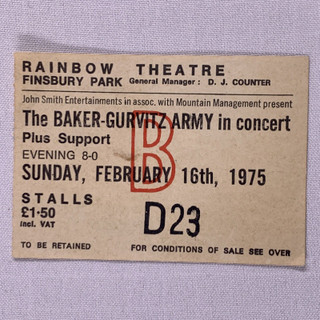 RAINBOW THEATRE
FINSBURY PARK General Manager: D. J. COUNTER
John Smith Entertainments in assoc. with Mountain Management present
The BAKER-GURVITZ ARMY in concert
Plus Support
EVENING 8-0
B
SUNDAY, FEBRUARY 16th, 1975
STALLS
£1·50
incl. VAT
D23
TO BE RETAINED FOR CONDITIONS OF SALE SEE OVER